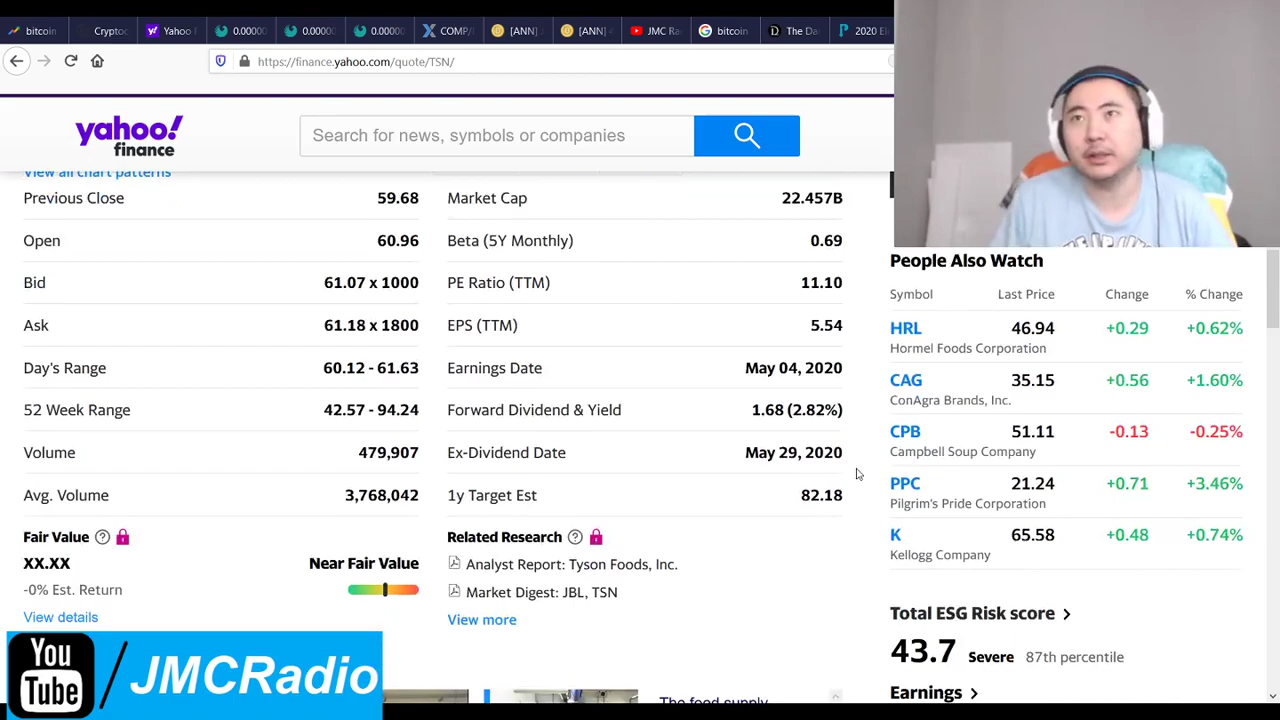 bitcoin
Cryptoc
Yahoo
0.00000
0.00000
0.00000
COMP/
[ANN]
[ANN]
JMC Ra
bitcoin
The Da
2020 El
https://finance.yahoo.com/quote/TSN/
yahoo!
finance
Search for news, symbols or companies
View all chart patterns
Previous Close 59.68
Open 60.96
Bid 61.07 x 1000
Ask 61.18 x 1800
Day's Range 60.12 - 61.63
52 Week Range 42.57 - 94.24
Volume 479,907
Avg. Volume 3,768,042
Fair Value
XX.XX Near Fair Value
-0% Est. Return
View details
Market Cap 22.457B
Beta (5Y Monthly) 0.69
PE Ratio (TTM) 11.10
EPS (TTM) 5.54
Earnings Date May 04, 2020
Forward Dividend & Yield 1.68 (2.82%)
Ex-Dividend Date May 29, 2020
1y Target Est 82.18
Related Research
Analyst Report: Tyson Foods, Inc.
Market Digest: JBL, TSN
View more
The food supply
People Also Watch
Symbol Last Price Change % Change
HRL 46.94 +0.29 +0.62%
Hormel Foods Corporation
CAG 35.15 +0.56 +1.60%
ConAgra Brands, Inc.
CPB 51.11 -0.13 -0.25%
Campbell Soup Company
PPC 21.24 +0.71 +3.46%
Pilgrim's Pride Corporation
K 65.58 +0.48 +0.74%
Kellogg Company
Total ESG Risk score
43.7 Severe 87th percentile
Earnings
You
Tube
/JMCRadio